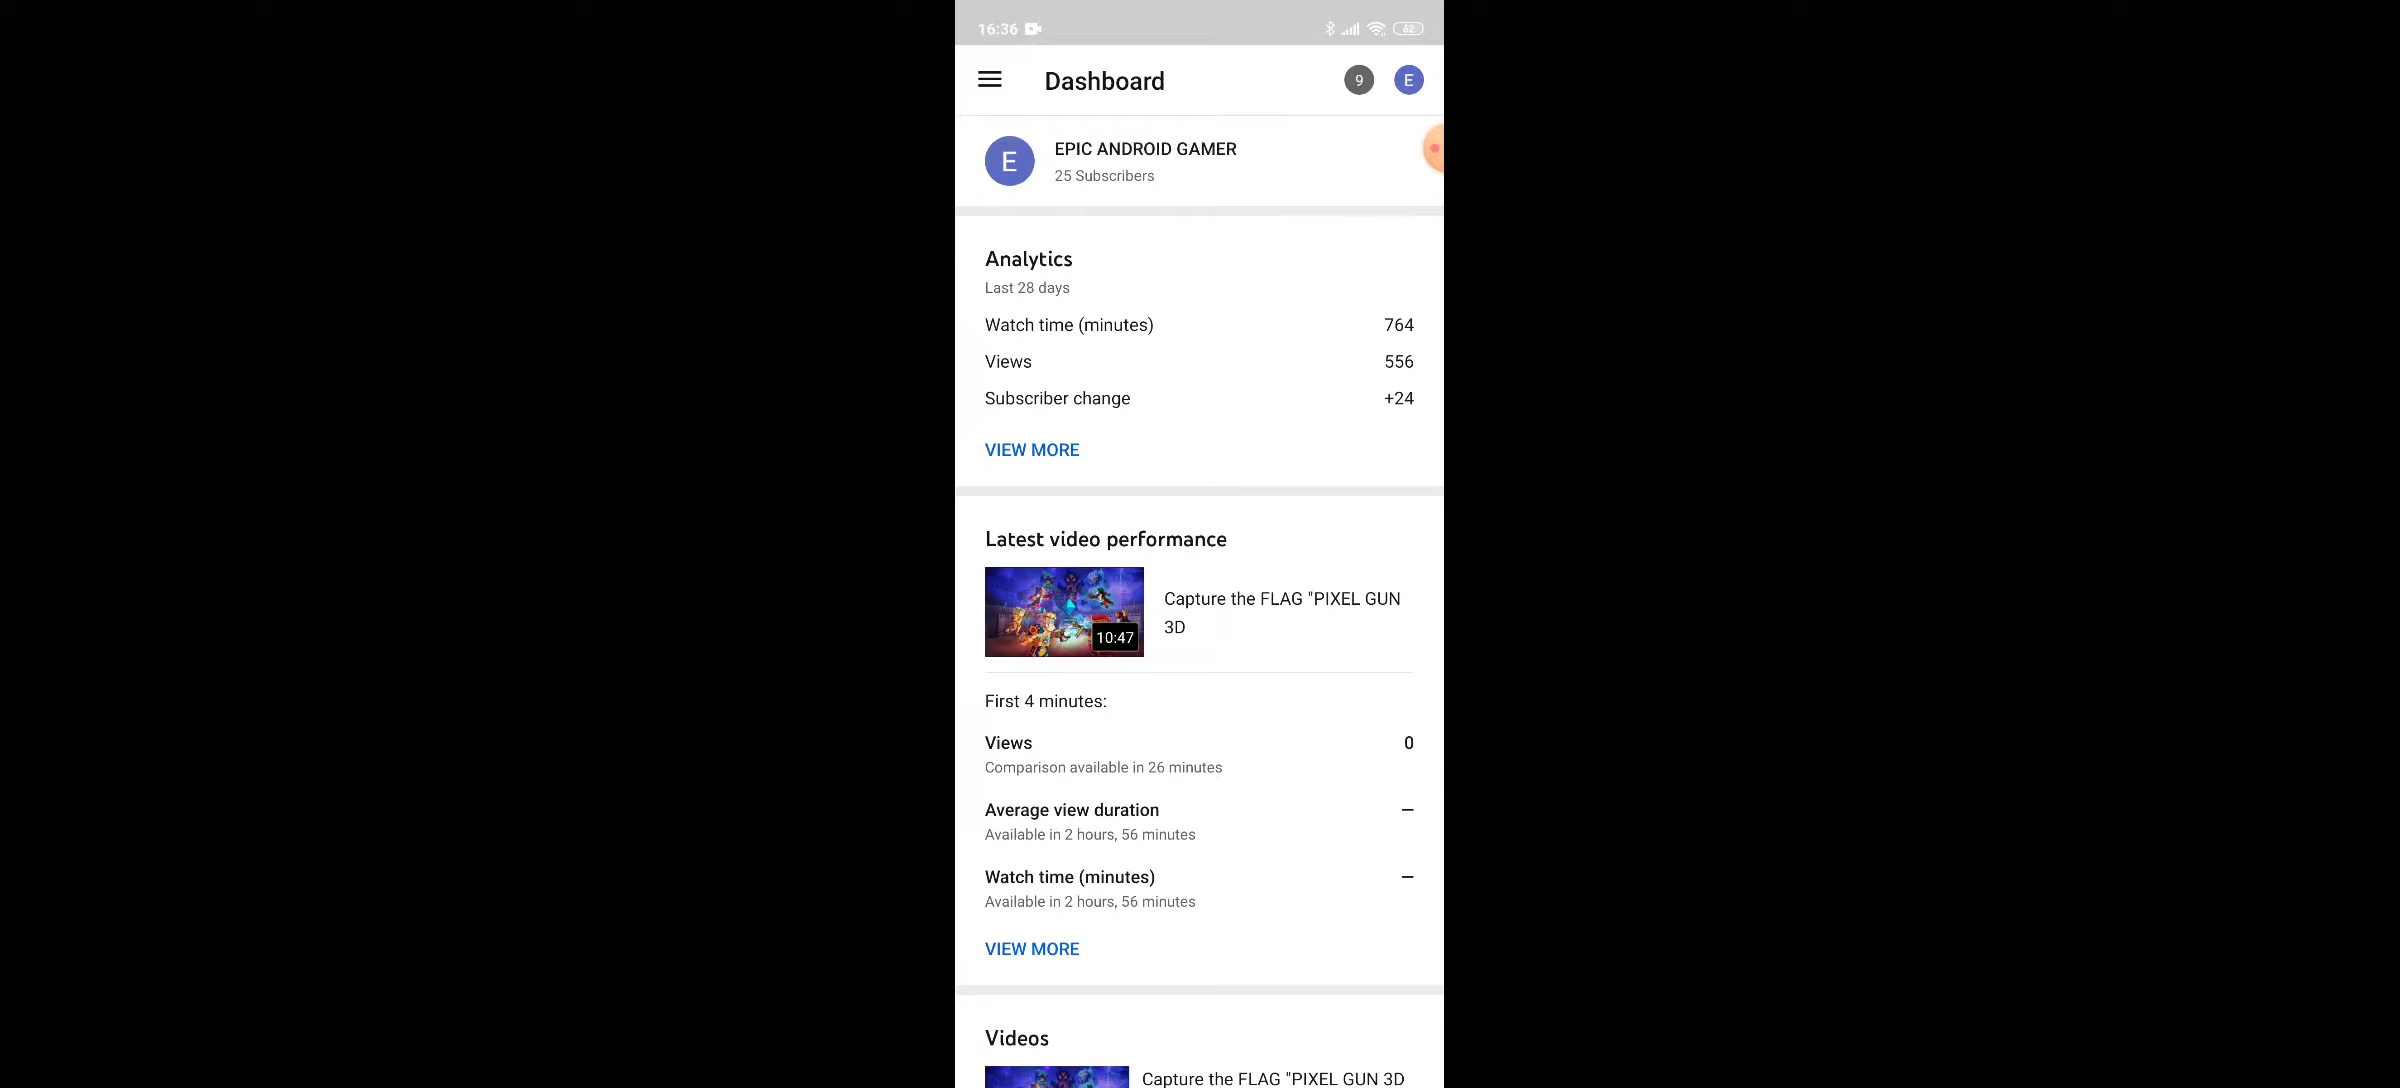 16:36
62
Dashboard
9
E
E
EPIC ANDROID GAMER
25 Subscribers
Analytics
Last 28 days
Watch time (minutes) 764
Views 556
Subscriber change +24
VIEW MORE
Latest video performance
10:47
Capture the FLAG "PIXEL GUN
3D
First 4 minutes:
Views 0
Comparison available in 26 minutes
Average view duration —
Available in 2 hours, 56 minutes
Watch time (minutes) —
Available in 2 hours, 56 minutes
VIEW MORE
Videos
Capture the FLAG "PIXEL GUN 3D